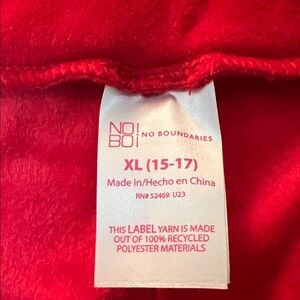 NO!
BO! NO BOUNDARIES
XL (15-17)
Made in/Hecho en China
RN# 52469 U23
THIS LABEL YARN IS MADE
OUT OF 100% RECYCLED
POLYESTER MATERIALS